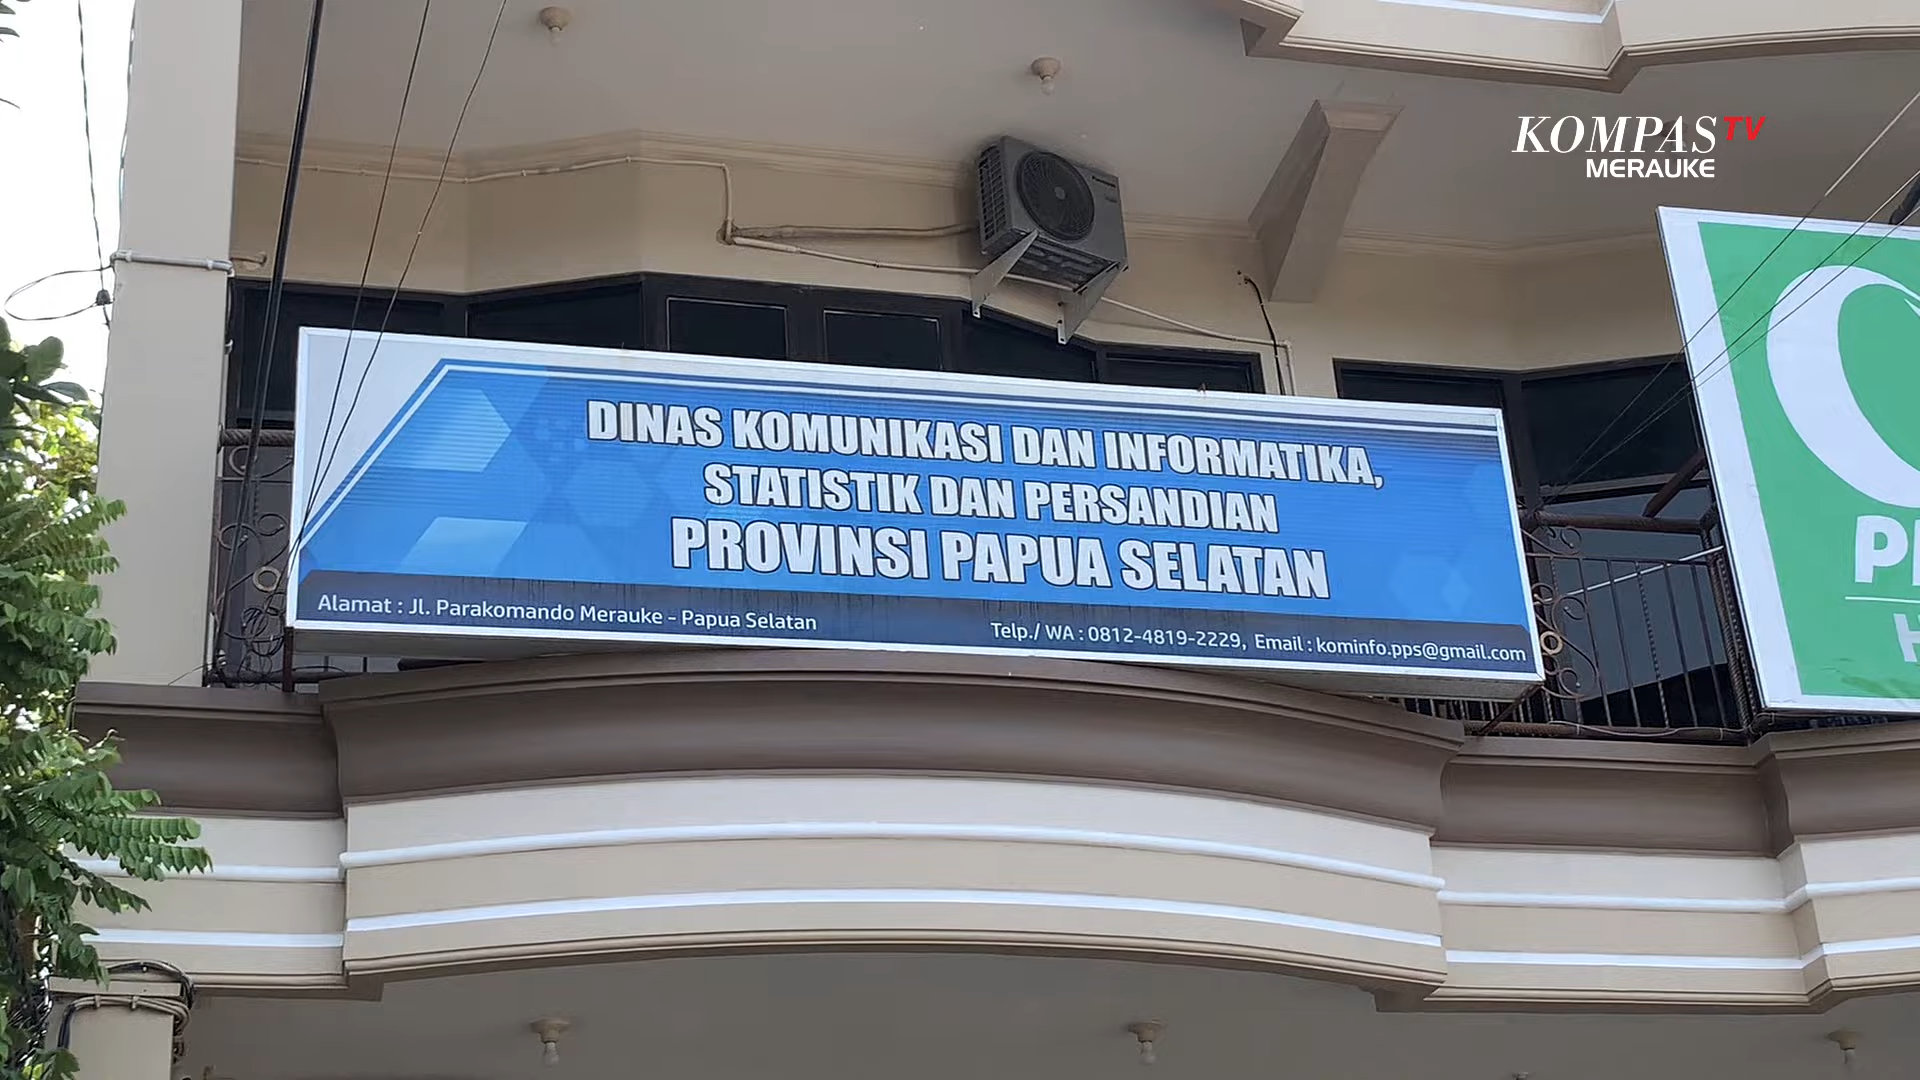 KOMPAS TV
MERAUKE
DINAS KOMUNIKASI DAN INFORMATIKA,
STATISTIK DAN PERSANDIAN
PROVINSI PAPUA SELATAN
Alamat : Jl. Parakomando Merauke - Papua Selatan
Telp./ WA : 0812-4819-2229, Email : kominfo.pps@gmail.com
Panasonic